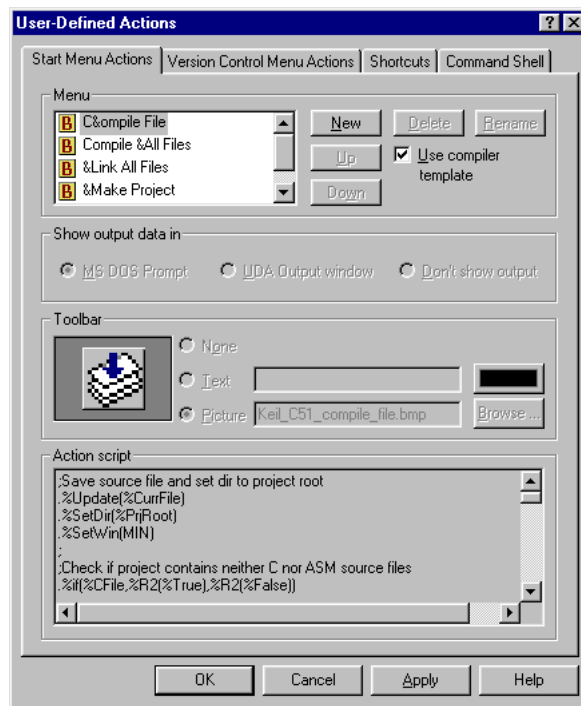 User-Defined Actions
Start Menu Actions Version Control Menu Actions Shortcuts Command Shell
Menu
B C&ompile File
B Compile &All Files
B &Link All Files
B &Make Project
New Delete Rename
Up Use compiler
template
Down
Show output data in
MS DOS Prompt UDA Output window Don't show output
Toolbar
None
Text
Picture Keil_C51_compile_file.bmp Browse ...
Action script
;Save source file and set dir to project root
.%Update(%CurrFile)
.%SetDir(%PrjRoot)
.%SetWin(MIN)
;
;Check if project contains neither C nor ASM source files
.%if(%CFile,%R2(%True),%R2(%False))
OK Cancel Apply Help